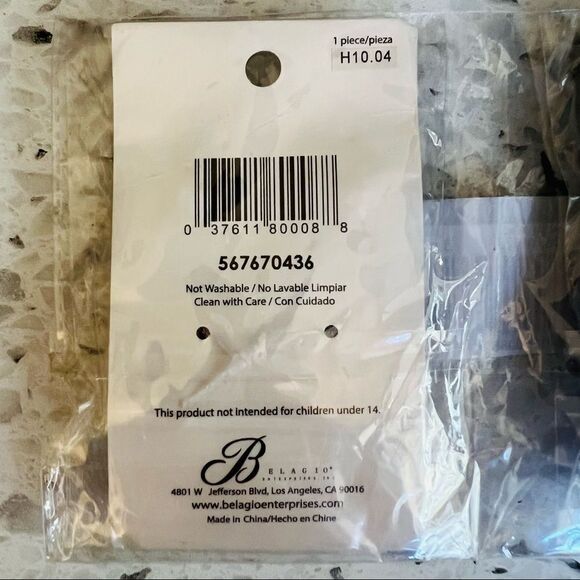 1 piece/pieza
H10.04
0 37611 80008 8
567670436
Not Washable / No Lavable Limpiar
Clean with Care / Con Cuidado
This product not intended for children under 14.
BELAGIO®
ENTERPRISES INC
4801 W Jefferson Blvd, Los Angeles, CA 90016
www.belagioenterprises.com
Made in China/Hecho en Chine